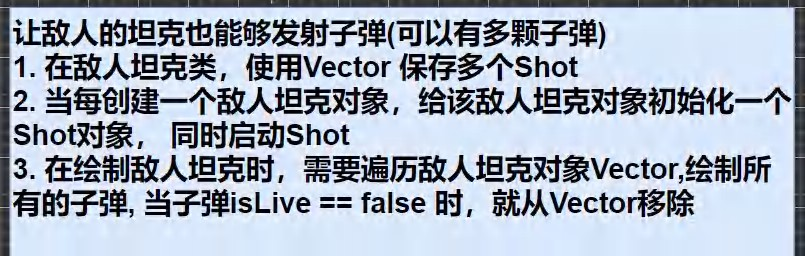 让敌人的坦克也能够发射子弹(可以有多颗子弹)
1. 在敌人坦克类，使用Vector 保存多个Shot
2. 当每创建一个敌人坦克对象，给该敌人坦克对象初始化一个
Shot对象， 同时启动Shot
3. 在绘制敌人坦克时，需要遍历敌人坦克对象Vector,绘制所
有的子弹, 当子弹isLive == false 时，就从Vector移除